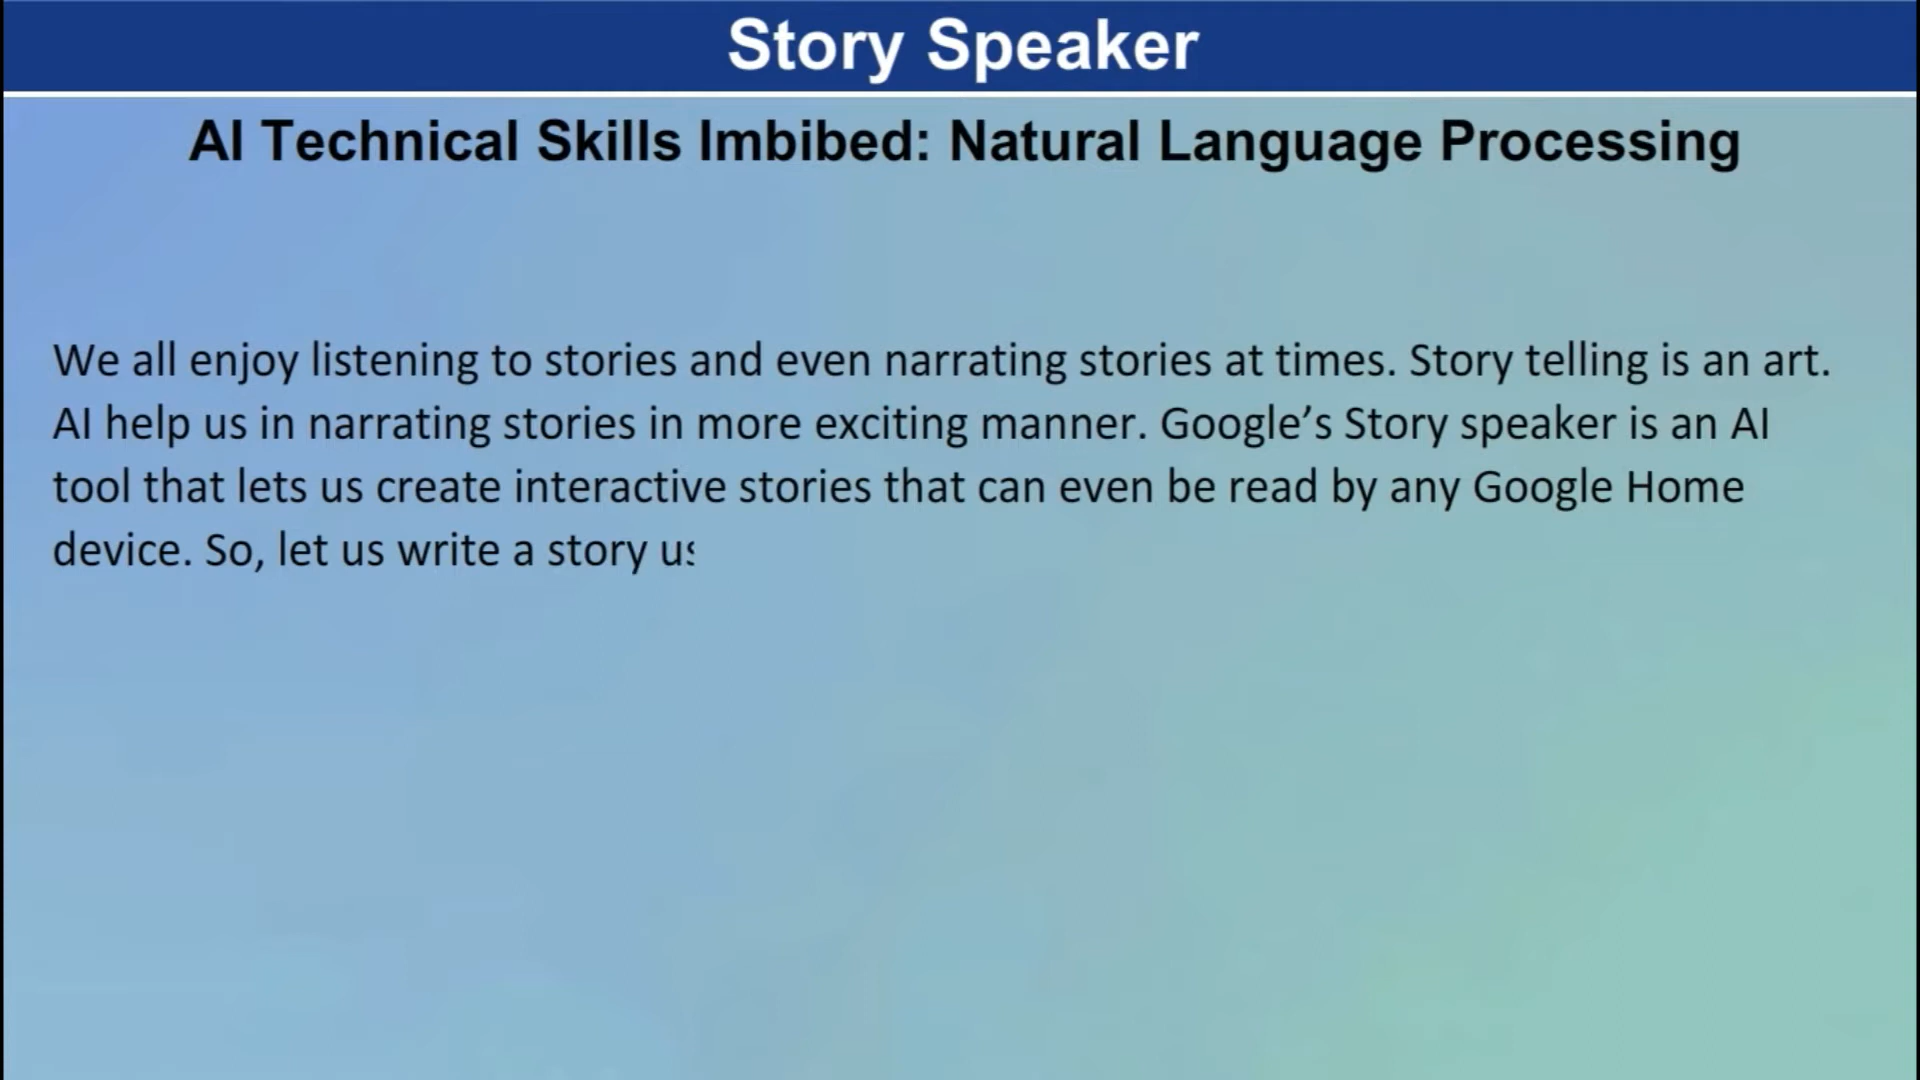 Story Speaker
AI Technical Skills Imbibed: Natural Language Processing
We all enjoy listening to stories and even narrating stories at times. Story telling is an art.
AI help us in narrating stories in more exciting manner. Google’s Story speaker is an AI
tool that lets us create interactive stories that can even be read by any Google Home
device. So, let us write a story us